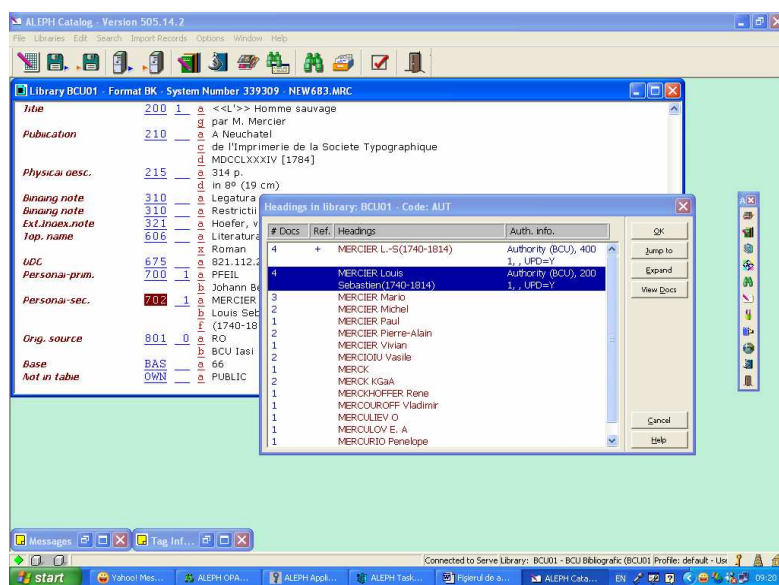 ALEPH Catalog - Version 505.14.2
File Libraries Edit Search Import Records Options Window Help
Library BCU01 - Format BK - System Number 339309 - NEW683.MRC
Title 200 1 a <<L'>> Homme sauvage
g par M. Mercier
Publication 210 a A Neuchatel
c de l'Imprimerie de la Societe Typographique
d MDCCLXXXIV [1784]
Physical desc. 215 a 314 p.
d in 8º (19 cm)
Binding note 310 a Legatura
Binding note 310 a Restrictii
Ext.index.note 321 a Hoefer, v
Top. name 606 a Literatura
x Roman
UDC 675 a 821.112.2
Personal-prim. 700 1 a PFEIL
b Johann Be
Personal-sec. 702 1 a MERCIER
b Louis Seb
f (1740-18
Orig. source 801 0 a RO
b BCU Iasi
Base BAS a 66
Not in table OWN a PUBLIC
Headings in library: BCU01 - Code: AUT
# Docs Ref. Headings Auth. info.
4 + MERCIER L.-S(1740-1814) Authority (BCU), 400
1, , UPD=Y
4 MERCIER Louis Authority (BCU), 200
Sebastien(1740-1814) 1, , UPD=Y
3 MERCIER Mario
2 MERCIER Michel
1 MERCIER Paul
2 MERCIER Pierre-Alain
1 MERCIER Vivian
2 MERCIOIU Vasile
1 MERCK
2 MERCK KGaA
1 MERCKHOFFER Rene
1 MERCOUROFF Vladimir
1 MERCULIEV O
1 MERCULOV E. A
1 MERCURIO Penelope
OK
Jump to
Expand
View Docs
Cancel
Help
Messages
Tag Inf...
Connected to Serve Library: BCU01 - BCU Bibliografic (BCU01 Profile: default - Use
start Yahoo! Mes... ALEPH OPA... ALEPH Appli... ALEPH Task... Fişierul de a... ALEPH Cata... EN 09:20